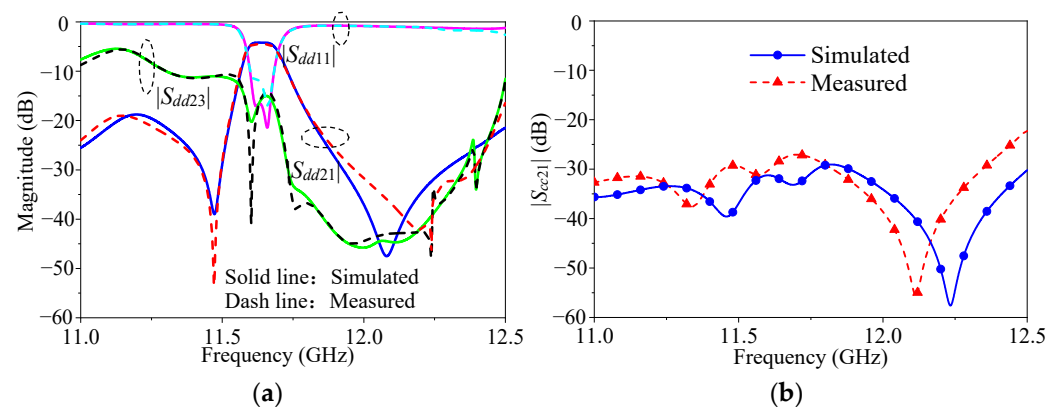 0
−10
−20
−30
−40
−50
−60
Magnitude (dB)
|Sdd11|
|Sdd23|
|Sdd21|
Solid line： Simulated
Dash line： Measured
11.0 11.5 12.0 12.5
Frequency (GHz)
(a)
0
−10
−20
−30
−40
−50
−60
|Scc21| (dB)
Simulated
Measured
11.0 11.5 12.0 12.5
Frequency (GHz)
(b)